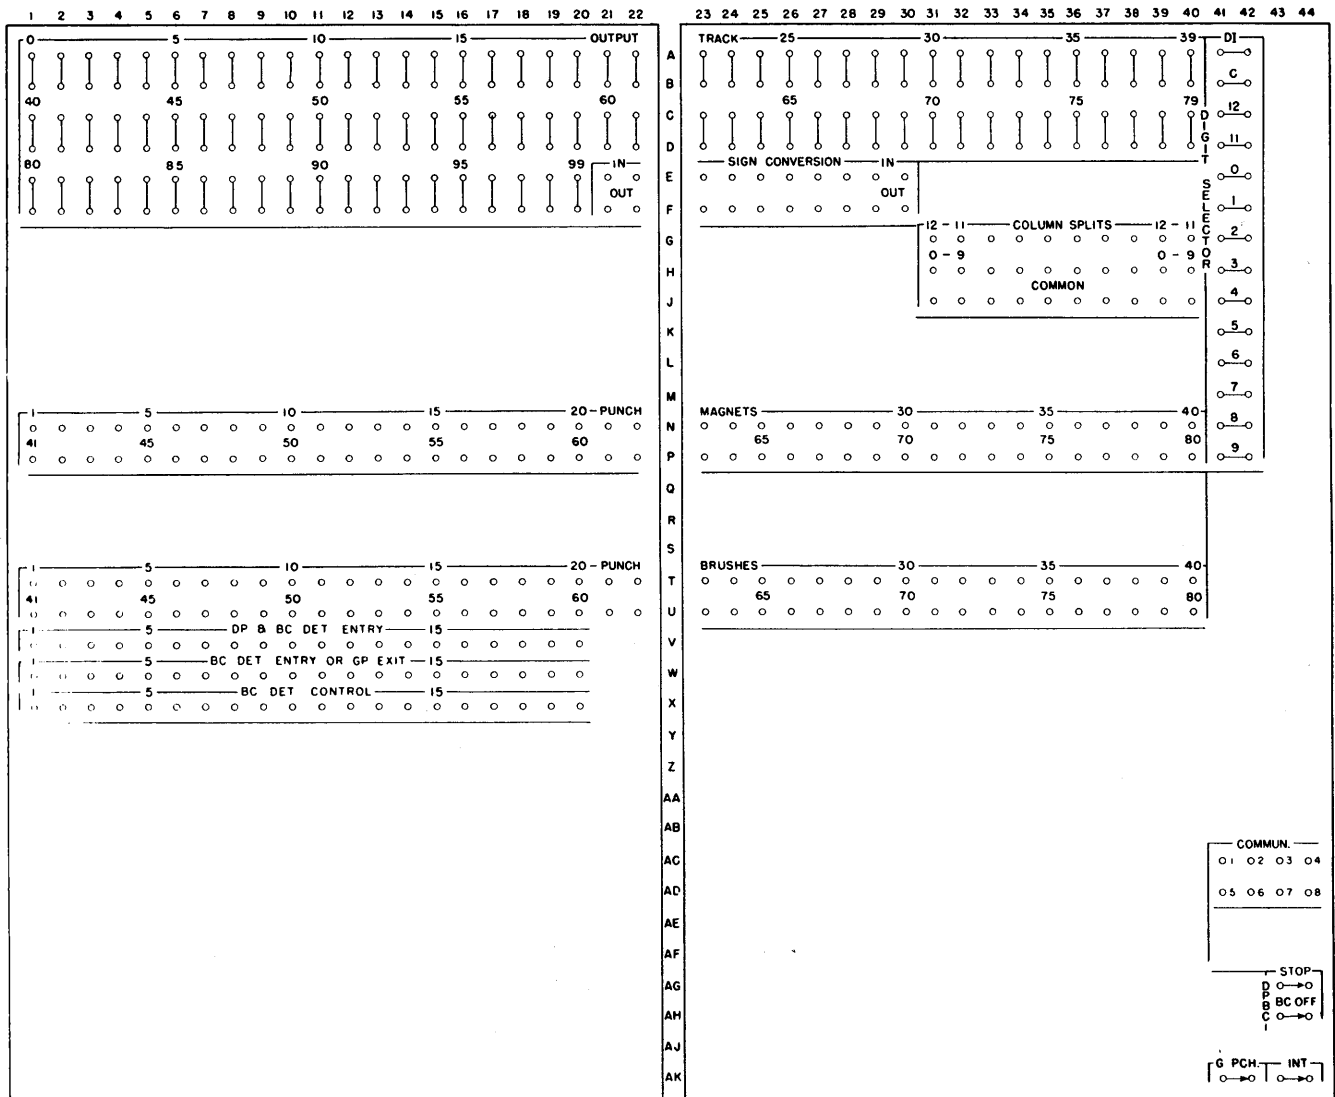 1 2 3 4 5 6 7 8 9 10 11 12 13 14 15 16 17 18 19 20 21 22 23 24 25 26 27 28 29 30 31 32 33 34 35 36 37 38 39 40 41 42 43 44
0 5 10 15 OUTPUT TRACK 25 30 35 39 DI
A
B C
40 45 50 55 60 65 70 75 79 12
C
D 11
80 85 90 95 99 IN SIGN CONVERSION IN
E 0
OUT OUT
F 1
DIGIT SELECTOR
12 - 11 COLUMN SPLITS 12 - 11 2
G
0 - 9 0 - 9 3
H
COMMON 4
J
K 5
L 6
M 7
1 5 10 15 20 PUNCH MAGNETS 30 35 40
N 8
41 45 50 55 60 65 70 75 80
P 9
Q
R
S
1 5 10 15 20 PUNCH BRUSHES 30 35 40
T
41 45 50 55 60 65 70 75 80
U
1 5 DP & BC DET ENTRY 15
V
1 5 BC DET ENTRY OR GP EXIT 15
W
1 5 BC DET CONTROL 15
X
Y
Z
AA
AB
COMMUN.
AC 1 2 3 4
AD 5 6 7 8
AE
AF
STOP
AG
DPBC I
BC OFF
AH
AJ
G PCH. INT
AK